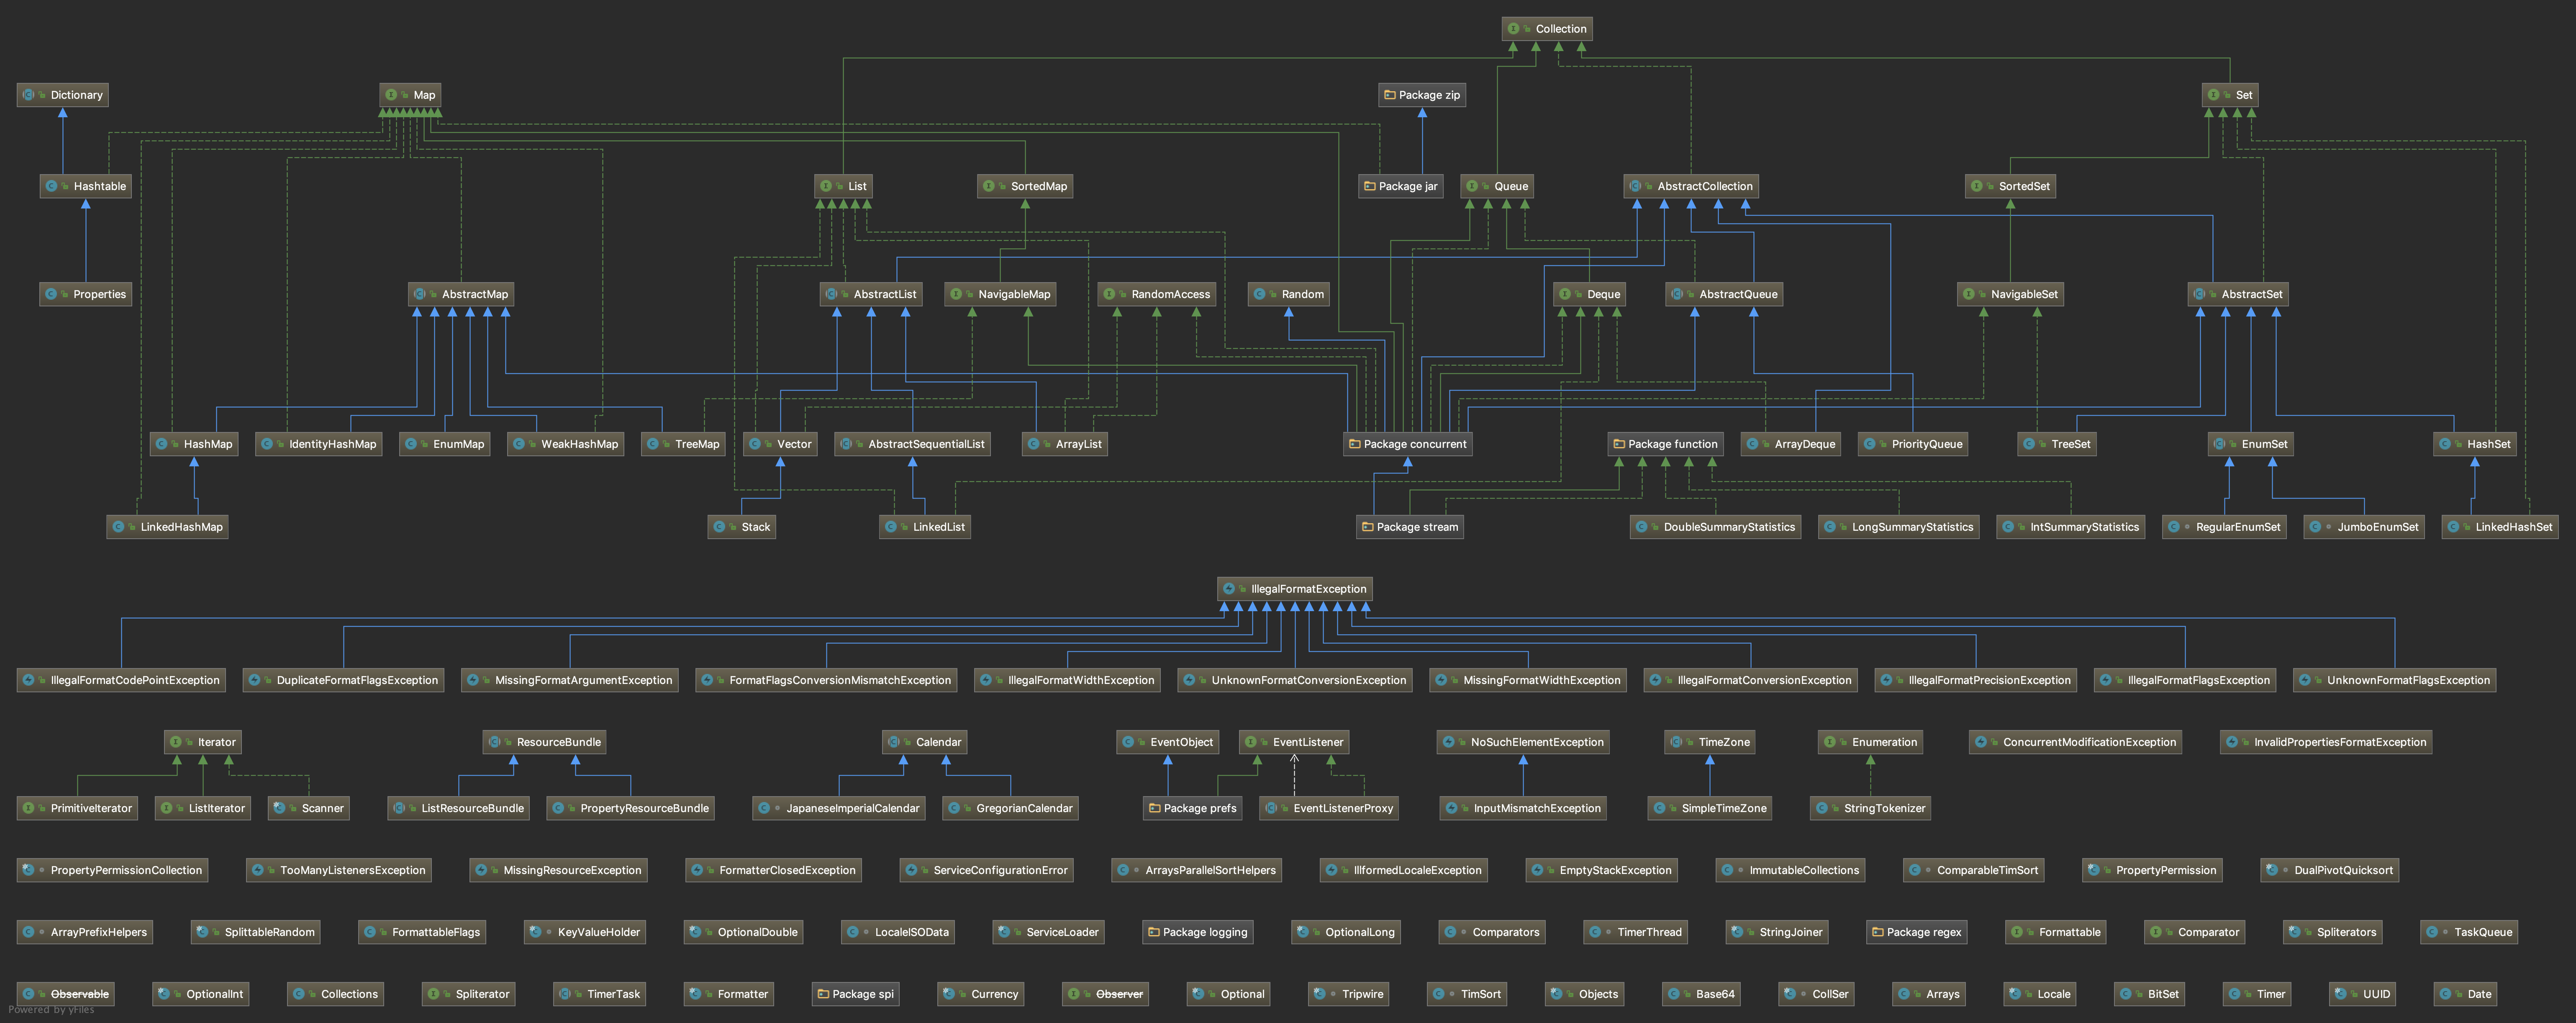 Collection
Dictionary
Map
Package zip
Set
Hashtable
List
SortedMap
Package jar
Queue
AbstractCollection
SortedSet
Properties
AbstractMap
AbstractList
NavigableMap
RandomAccess
Random
Deque
AbstractQueue
NavigableSet
AbstractSet
HashMap
IdentityHashMap
EnumMap
WeakHashMap
TreeMap
Vector
AbstractSequentialList
ArrayList
Package concurrent
Package function
ArrayDeque
PriorityQueue
TreeSet
EnumSet
HashSet
LinkedHashMap
Stack
LinkedList
Package stream
DoubleSummaryStatistics
LongSummaryStatistics
IntSummaryStatistics
RegularEnumSet
JumboEnumSet
LinkedHashSet
IllegalFormatException
IllegalFormatCodePointException
DuplicateFormatFlagsException
MissingFormatArgumentException
FormatFlagsConversionMismatchException
IllegalFormatWidthException
UnknownFormatConversionException
MissingFormatWidthException
IllegalFormatConversionException
IllegalFormatPrecisionException
IllegalFormatFlagsException
UnknownFormatFlagsException
Iterator
ResourceBundle
Calendar
EventObject
EventListener
NoSuchElementException
TimeZone
Enumeration
ConcurrentModificationException
InvalidPropertiesFormatException
PrimitiveIterator
ListIterator
Scanner
ListResourceBundle
PropertyResourceBundle
JapaneseImperialCalendar
GregorianCalendar
Package prefs
EventListenerProxy
InputMismatchException
SimpleTimeZone
StringTokenizer
PropertyPermissionCollection
TooManyListenersException
MissingResourceException
FormatterClosedException
ServiceConfigurationError
ArraysParallelSortHelpers
IllformedLocaleException
EmptyStackException
ImmutableCollections
ComparableTimSort
PropertyPermission
DualPivotQuicksort
ArrayPrefixHelpers
SplittableRandom
FormattableFlags
KeyValueHolder
OptionalDouble
LocaleISOData
ServiceLoader
Package logging
OptionalLong
Comparators
TimerThread
StringJoiner
Package regex
Formattable
Comparator
Spliterators
TaskQueue
Observable
OptionalInt
Collections
Spliterator
TimerTask
Formatter
Package spi
Currency
Observer
Optional
Tripwire
TimSort
Objects
Base64
CollSer
Arrays
Locale
BitSet
Timer
UUID
Date
Powered by yFiles